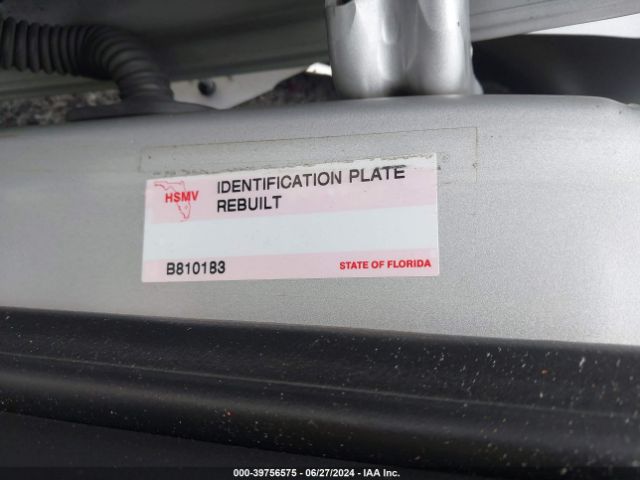 HSMV
IDENTIFICATION PLATE
REBUILT
B810183
STATE OF FLORIDA
000-39756575 - 06/27/2024 - IAA Inc.